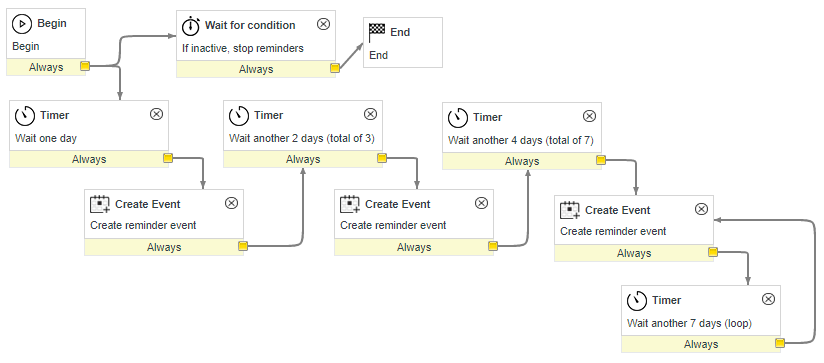 Begin
Begin
Always
Wait for condition
If inactive, stop reminders
Always
End
End
Timer
Wait one day
Always
Timer
Wait another 2 days (total of 3)
Always
Timer
Wait another 4 days (total of 7)
Always
Create Event
Create reminder event
Always
Create Event
Create reminder event
Always
Create Event
Create reminder event
Always
Timer
Wait another 7 days (loop)
Always